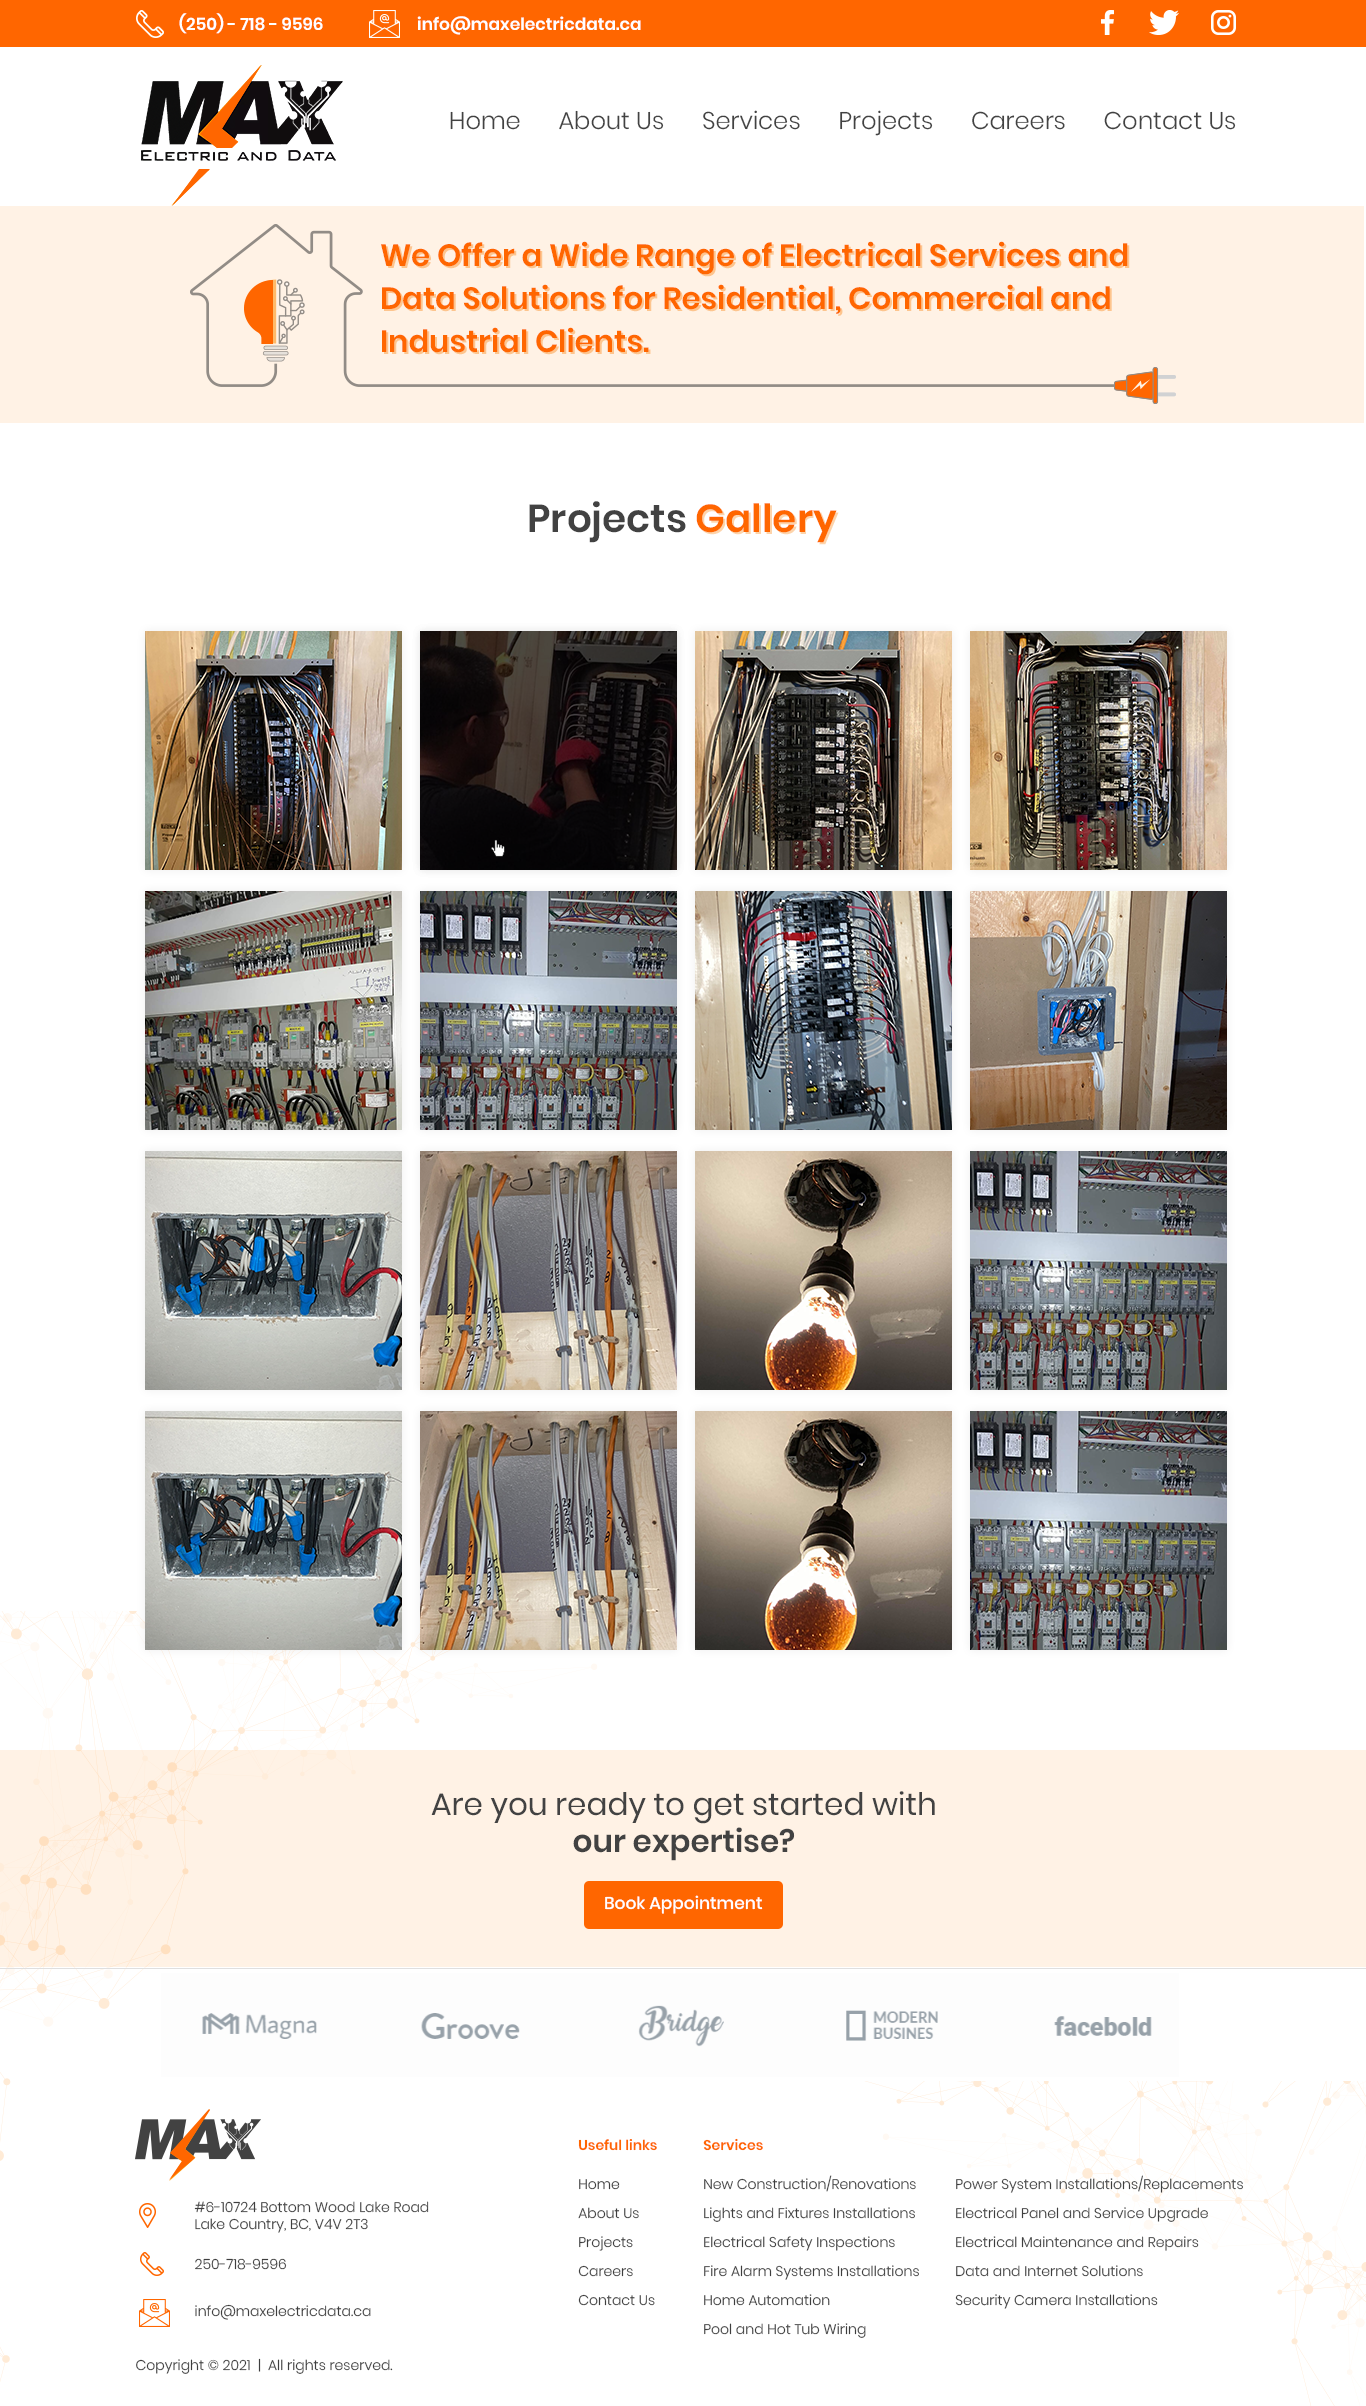 (250) - 718 - 9596
info@maxelectricdata.ca
MAX
ELECTRIC AND DATA
Home
About Us
Services
Projects
Careers
Contact Us
We Offer a Wide Range of Electrical Services and
Data Solutions for Residential, Commercial and
Industrial Clients.
Projects Gallery
Are you ready to get started with
our expertise?
Book Appointment
Magna
Groove
Bridge
MODERN
BUSINES
facebold
MAX
#6-10724 Bottom Wood Lake Road
Lake Country, BC, V4V 2T3
250-718-9596
info@maxelectricdata.ca
Copyright © 2021 | All rights reserved.
Useful links
Home
About Us
Projects
Careers
Contact Us
Services
New Construction/Renovations
Lights and Fixtures Installations
Electrical Safety Inspections
Fire Alarm Systems Installations
Home Automation
Pool and Hot Tub Wiring
Power System Installations/Replacements
Electrical Panel and Service Upgrade
Electrical Maintenance and Repairs
Data and Internet Solutions
Security Camera Installations